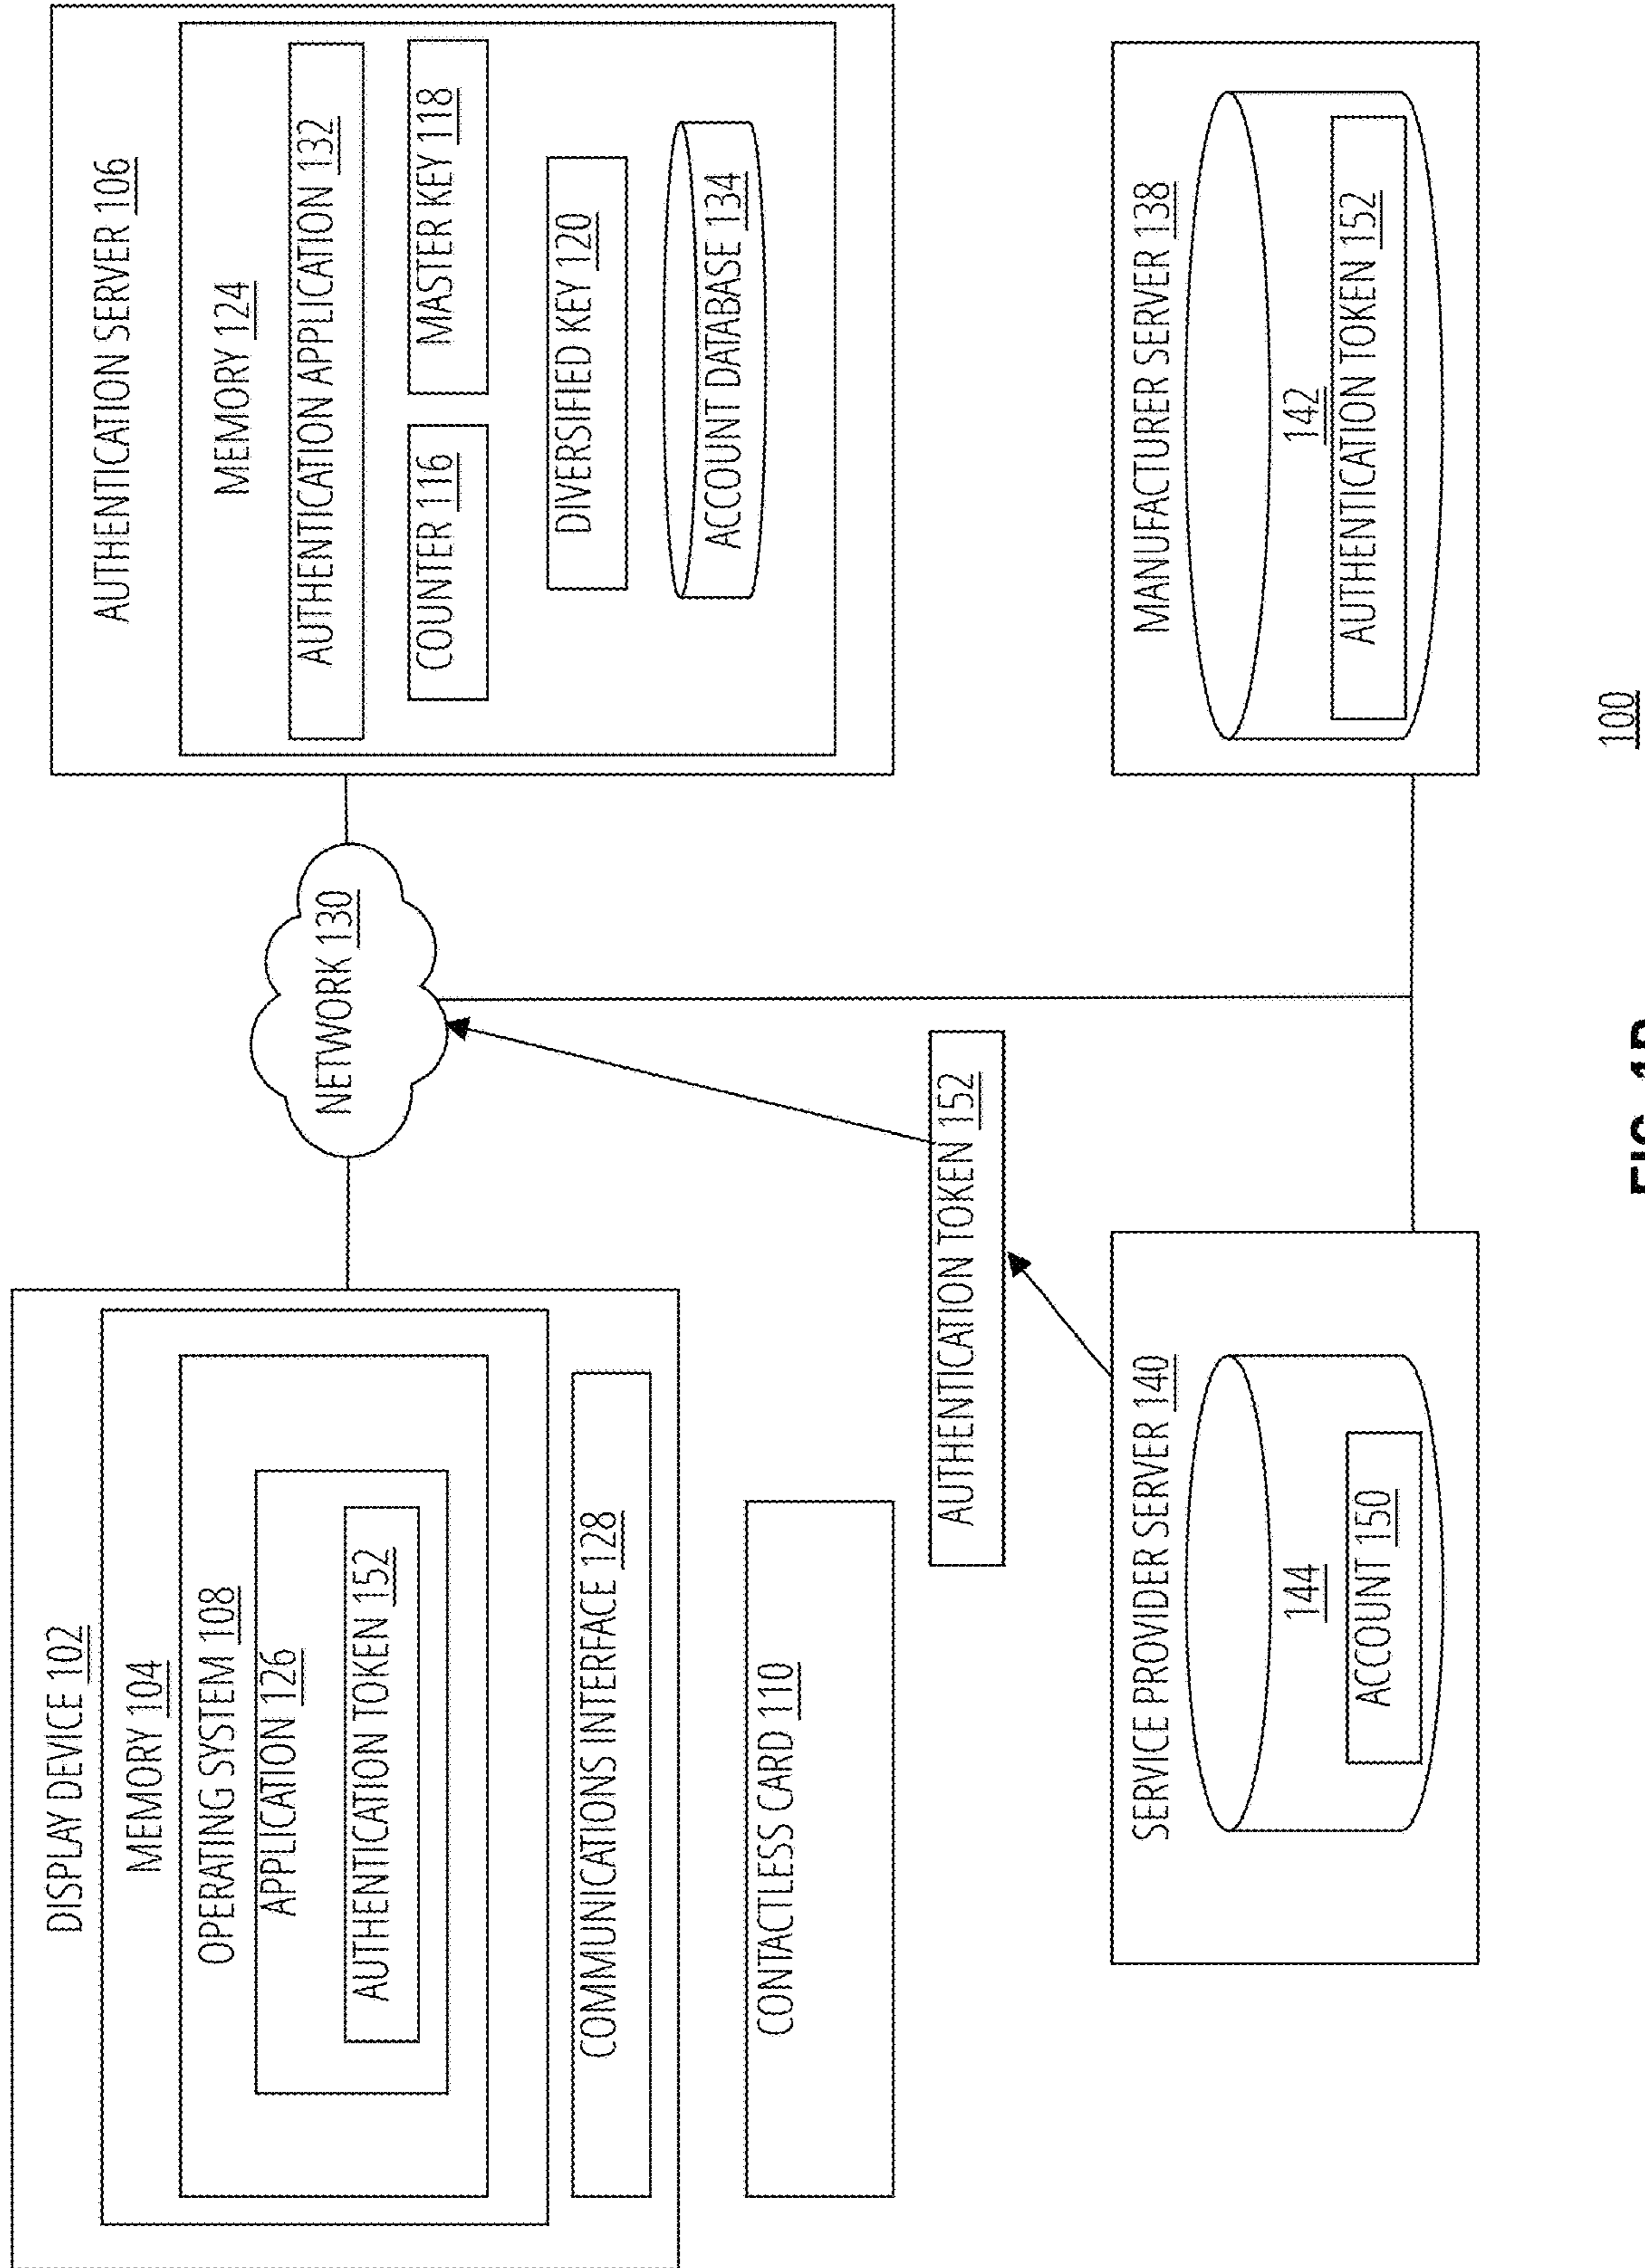 DISPLAY DEVICE 102
MEMORY 104
OPERATING SYSTEM 108
APPLICATION 126
AUTHENTICATION TOKEN 152
COMMUNICATIONS INTERFACE 128
CONTACTLESS CARD 110
NETWORK 130
AUTHENTICATION SERVER 106
MEMORY 124
AUTHENTICATION APPLICATION 132
COUNTER 116
MASTER KEY 118
DIVERSIFIED KEY 120
ACCOUNT DATABASE 134
AUTHENTICATION TOKEN 152
SERVICE PROVIDER SERVER 140
144
ACCOUNT 150
MANUFACTURER SERVER 138
142
AUTHENTICATION TOKEN 152
100
FIG.